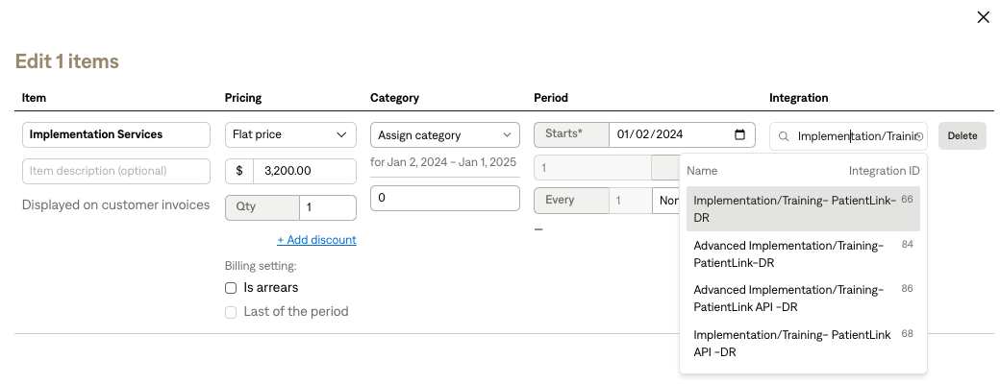 Edit 1 items
Item Pricing Category Period Integration
Implementation Services
Item description (optional)
Displayed on customer invoices
Flat price
$ 3,200.00
Qty 1
+ Add discount
Billing setting:
Is arrears
Last of the period
Assign category
for Jan 2, 2024 – Jan 1, 2025
0
Starts* 01/02/2024
1
Every 1 Non
–
Implementation/Trainin
Delete
Name Integration ID
Implementation/Training– PatientLink– 66
DR
Advanced Implementation/Training– 84
PatientLink–DR
Advanced Implementation/Training– 86
PatientLink API –DR
Implementation/Training– PatientLink 68
API –DR